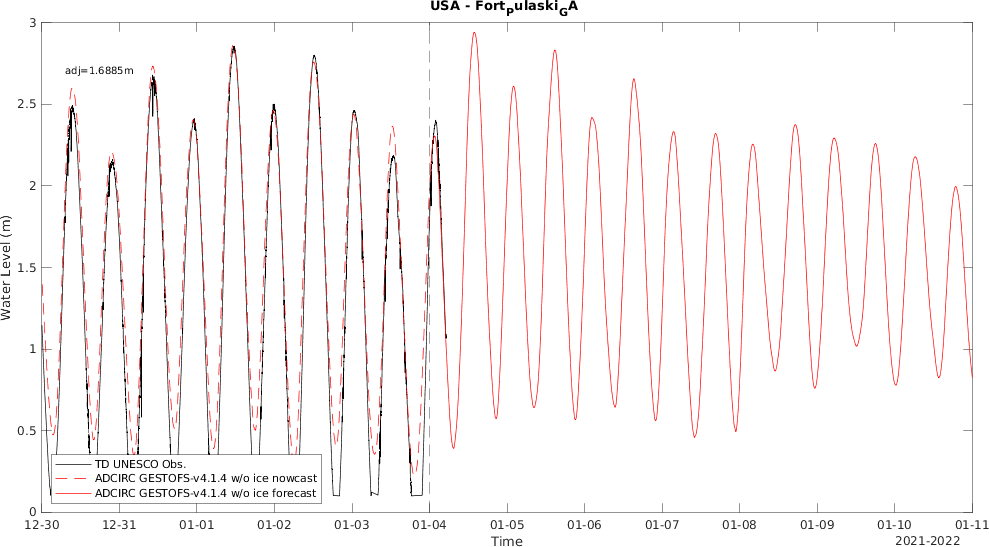 USA - Fort_Pulaski_GA
adj=1.6885m
3
2.5
2
1.5
1
0.5
0
Water Level (m)
TD UNESCO Obs.
ADCIRC GESTOFS-v4.1.4 w/o ice nowcast
ADCIRC GESTOFS-v4.1.4 w/o ice forecast
12-30 12-31 01-01 01-02 01-03 01-04 01-05 01-06 01-07 01-08 01-09 01-10 01-11
Time
2021-2022